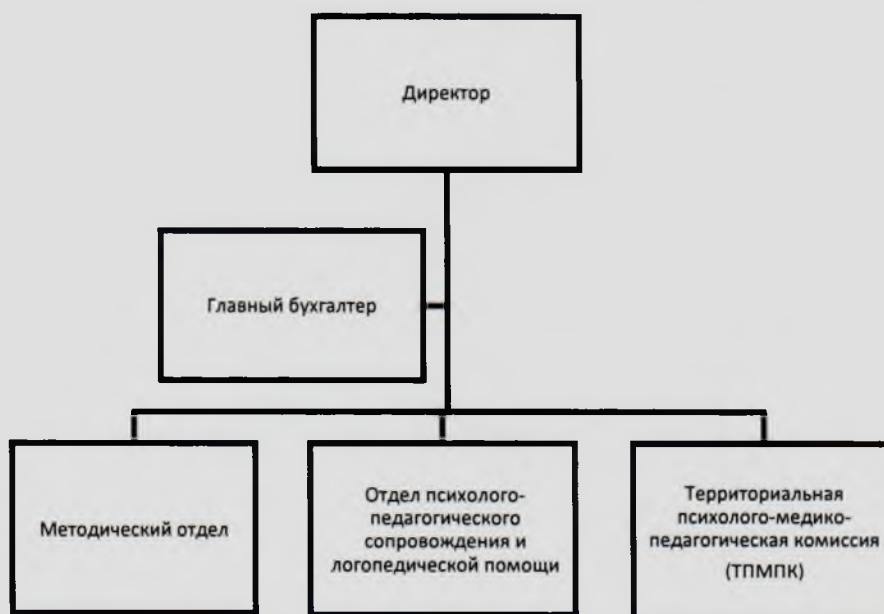 Директор
Главный бухгалтер
Методический отдел
Отдел психолого-
педагогического
сопровождения и
логопедической помощи
Территориальная
психолого-медико-
педагогическая комиссия
(ТПМПК)